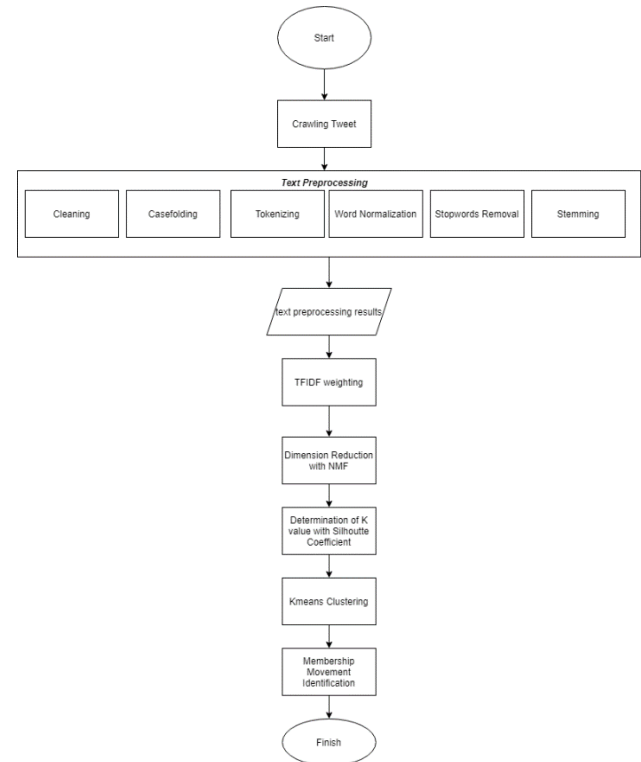 Start
Crawling Tweet
Text Preprocessing
Cleaning
Casefolding
Tokenizing
Word Normalization
Stopwords Removal
Stemming
text preprocessing results
TFIDF weighting
Dimension Reduction
with NMF
Determination of K
value with Silhoutte
Coefficient
Kmeans Clustering
Membership
Movement
Identification
Finish